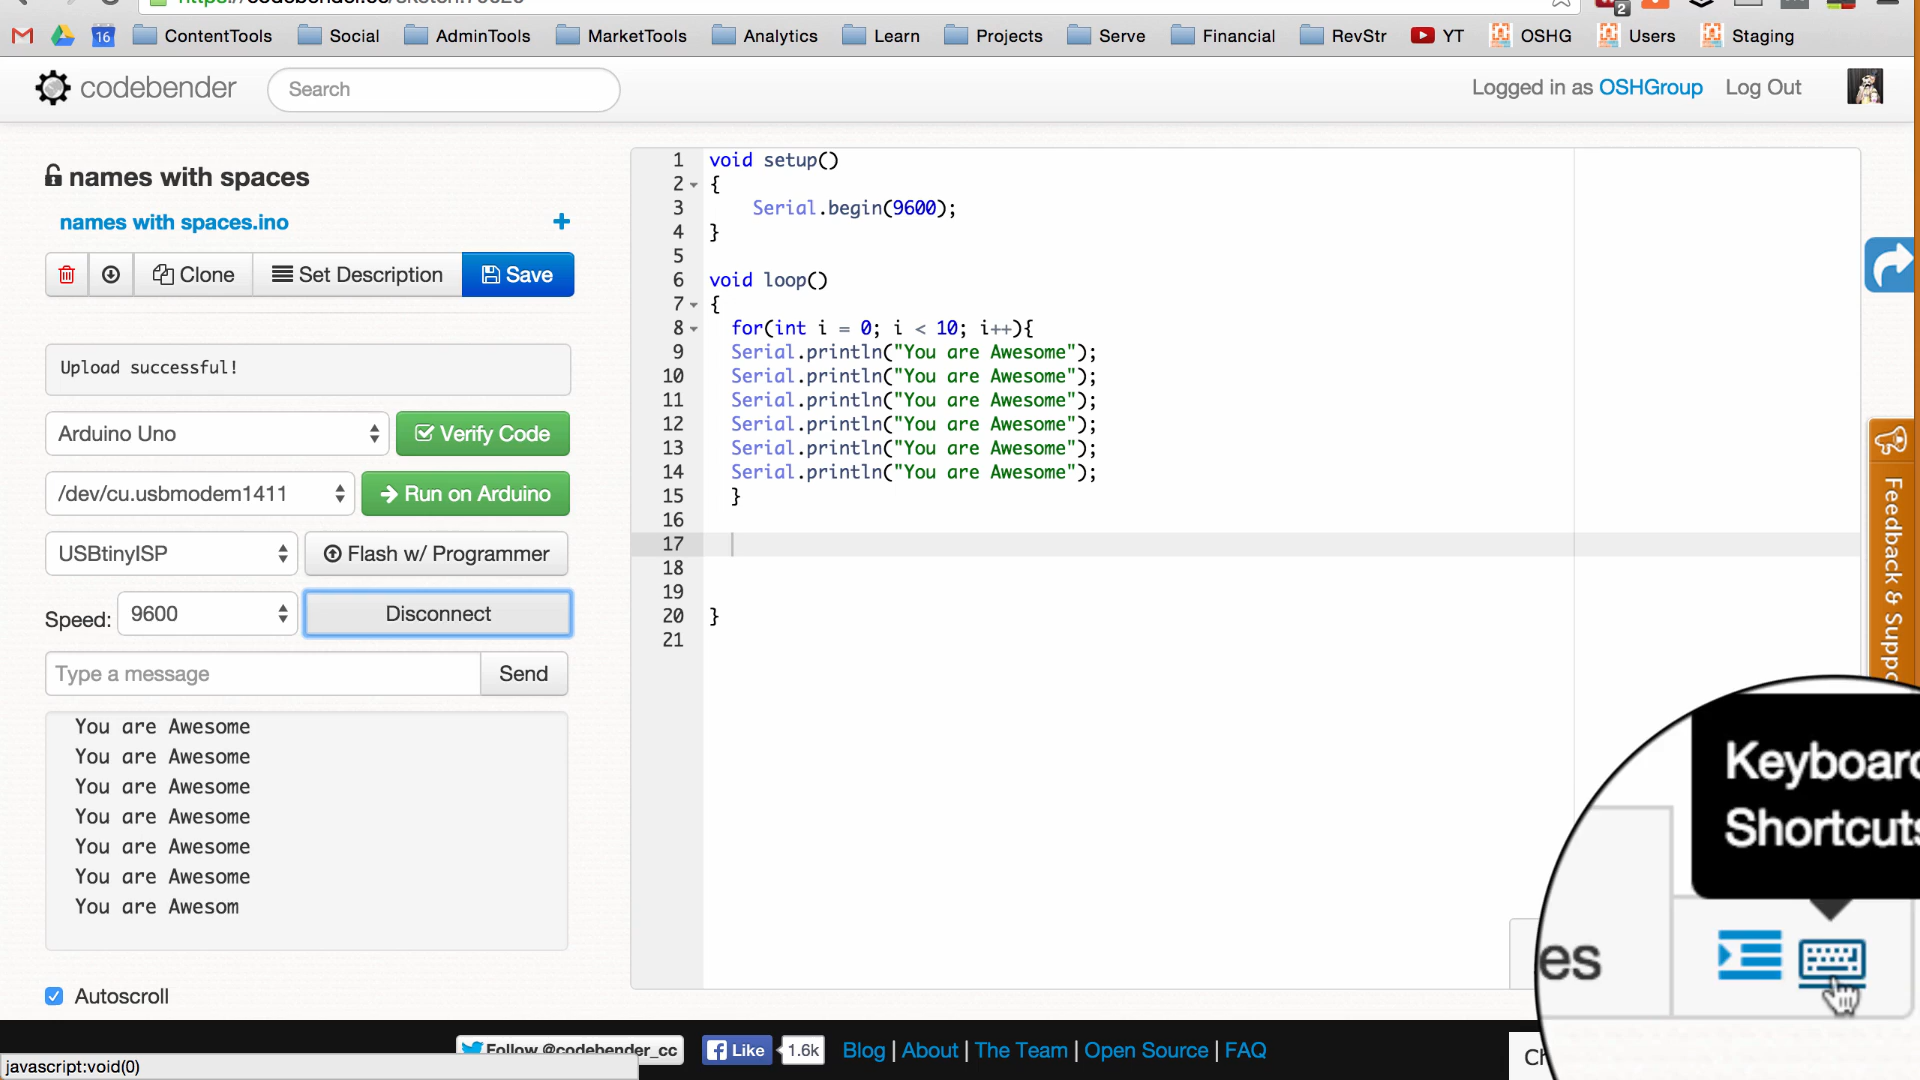 16 ContentTools Social AdminTools MarketTools Analytics Learn Projects Serve Financial RevStr YT OSHG Users Staging
2
codebender Search Logged in as OSHGroup Log Out
names with spaces
names with spaces.ino +
Clone Set Description Save
Upload successful!
Arduino Uno Verify Code
/dev/cu.usbmodem1411 Run on Arduino
USBtinyISP Flash w/ Programmer
Speed: 9600 Disconnect
Type a message Send
You are Awesome
You are Awesome
You are Awesome
You are Awesome
You are Awesome
You are Awesome
You are Awesom
Autoscroll
1 void setup()
2 {
3 Serial.begin(9600);
4 }
5
6 void loop()
7 {
8 for(int i = 0; i < 10; i++){
9 Serial.println("You are Awesome");
10 Serial.println("You are Awesome");
11 Serial.println("You are Awesome");
12 Serial.println("You are Awesome");
13 Serial.println("You are Awesome");
14 Serial.println("You are Awesome");
15 }
16
17
18
19
20 }
21
Feedback &
Keyboard
Shortcuts
es
Follow @codebender_cc Like 1.6k Blog | About | The Team | Open Source | FAQ
javascript:void(0)